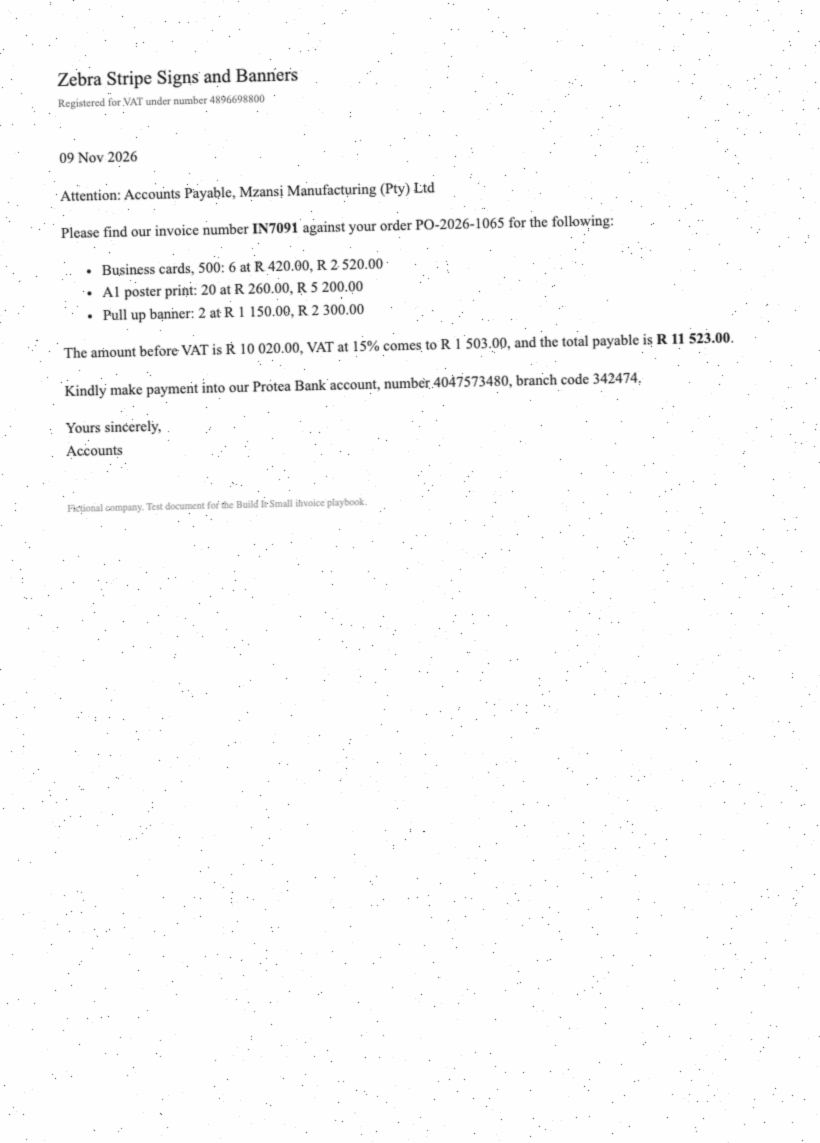 Zebra Stripe Signs and Banners
Registered for VAT under number 4896698800
09 Nov 2026
Attention: Accounts Payable, Mzansi Manufacturing (Pty) Ltd
Please find our invoice number IN7091 against your order PO-2026-1065 for the following:
• Business cards, 500: 6 at R 420.00, R 2 520.00
• A1 poster print: 20 at R 260.00, R 5 200.00
• Pull up banner: 2 at R 1 150.00, R 2 300.00
The amount before VAT is R 10 020.00, VAT at 15% comes to R 1 503.00, and the total payable is R 11 523.00.
Kindly make payment into our Protea Bank account, number 4047573480, branch code 342474.
Yours sincerely,
Accounts
Fictional company. Test document for the Build It Small invoice playbook.